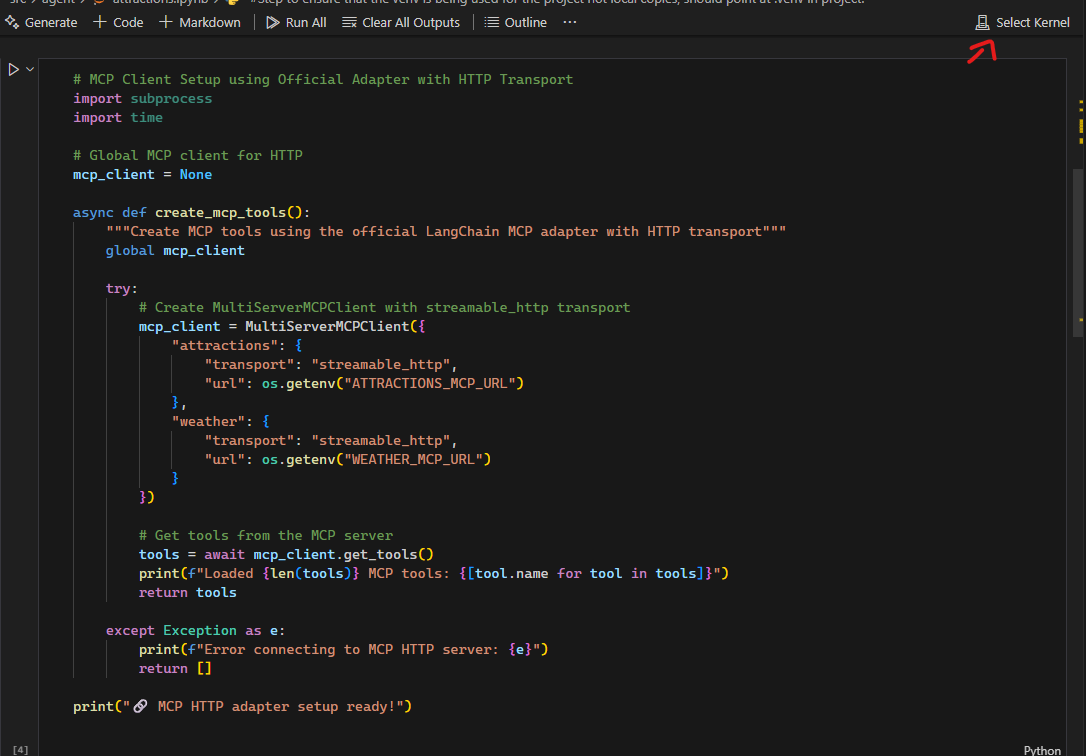 src > agent > attractions.ipynb > #Step to ensure that the venv is being used for the project not local copies, should point at .venv in project.
Generate + Code + Markdown Run All Clear All Outputs Outline ... Select Kernel
# MCP Client Setup using Official Adapter with HTTP Transport
import subprocess
import time
# Global MCP client for HTTP
mcp_client = None
async def create_mcp_tools():
"""Create MCP tools using the official LangChain MCP adapter with HTTP transport"""
global mcp_client
try:
# Create MultiServerMCPClient with streamable_http transport
mcp_client = MultiServerMCPClient({
"attractions": {
"transport": "streamable_http",
"url": os.getenv("ATTRACTIONS_MCP_URL")
},
"weather": {
"transport": "streamable_http",
"url": os.getenv("WEATHER_MCP_URL")
}
})
# Get tools from the MCP server
tools = await mcp_client.get_tools()
print(f"Loaded {len(tools)} MCP tools: {[tool.name for tool in tools]}")
return tools
except Exception as e:
print(f"Error connecting to MCP HTTP server: {e}")
return []
print("🔗 MCP HTTP adapter setup ready!")
[4] Python